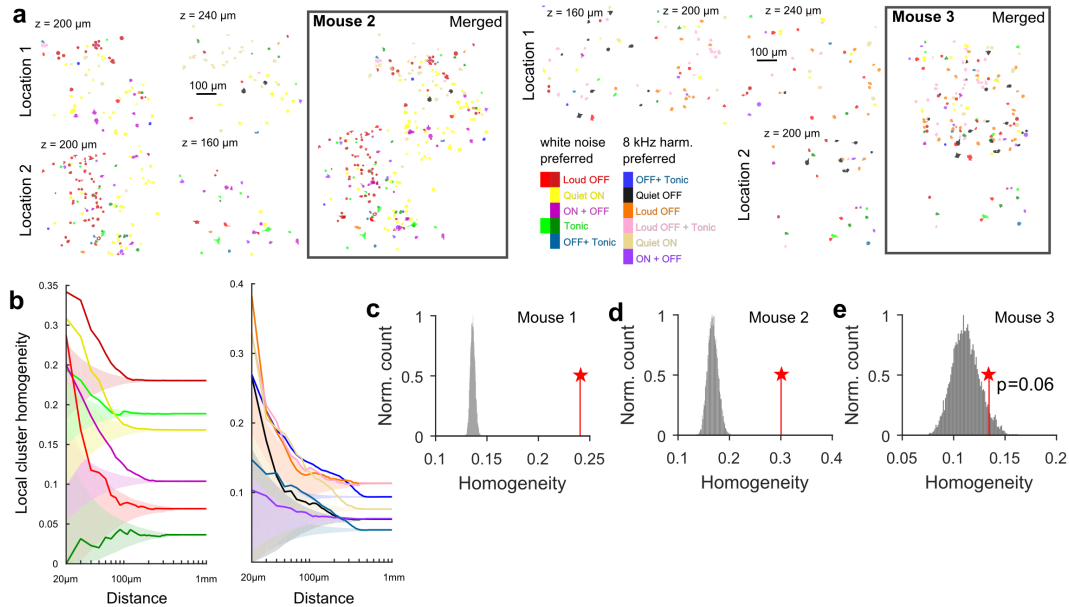 a
z = 200 µm
z = 240 µm
Mouse 2
Merged
Location 1
100 µm
z = 200 µm
z = 160 µm
Location 2
z = 160 µm
z = 200 µm
z = 240 µm
Mouse 3
Merged
Location 1
100 µm
z = 200 µm
Location 2
white noise
preferred
Loud OFF
Quiet ON
ON + OFF
Tonic
OFF+ Tonic
8 kHz harm.
preferred
OFF+ Tonic
Quiet OFF
Loud OFF
Loud OFF + Tonic
Quiet ON
ON + OFF
b
Local cluster homogeneity
0.35
0.3
0.2
0.2
0.15
0.1
0.05
0
20µm
100µm
1mm
Distance
0.4
0.3
0.2
0.1
20µm
100µm
1mm
Distance
c
Mouse 1
Norm. count
1
0.5
0
0.1
0.15
0.2
0.25
Homogeneity
d
Mouse 2
Norm. count
1
0.5
0
0.1
0.2
0.3
0.4
Homogeneity
e
Mouse 3
p=0.06
Norm. count
1
0.5
0
0.05
0.1
0.15
0.2
Homogeneity